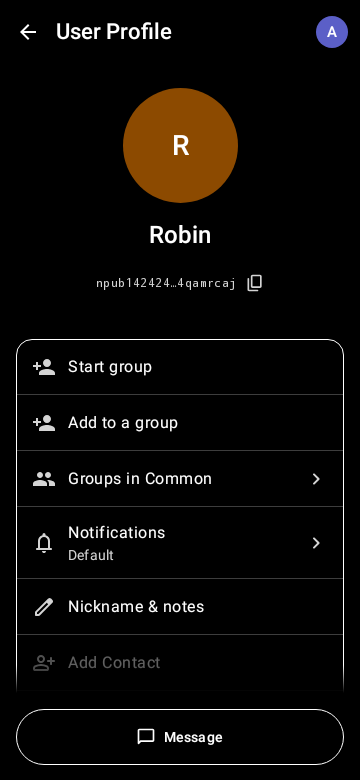 User Profile
A
R
Robin
npub142424…4qamrcaj
Start group
Add to a group
Groups in Common
Notifications
Default
Nickname & notes
Add Contact
Message